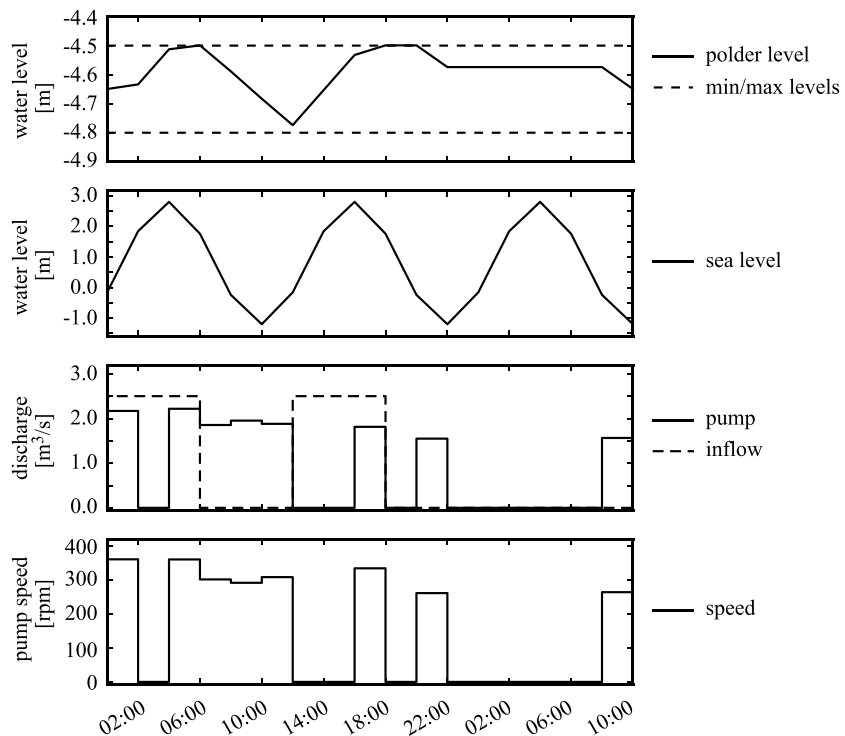 water level
[m]
-4.4
-4.5
-4.6
-4.7
-4.8
-4.9
polder level
min/max levels
water level
[m]
3.0
2.0
1.0
0.0
-1.0
sea level
discharge
[m³/s]
3.0
2.0
1.0
0.0
pump
inflow
pump speed
[rpm]
400
300
200
100
0
speed
02:00 06:00 10:00 14:00 18:00 22:00 02:00 06:00 10:00